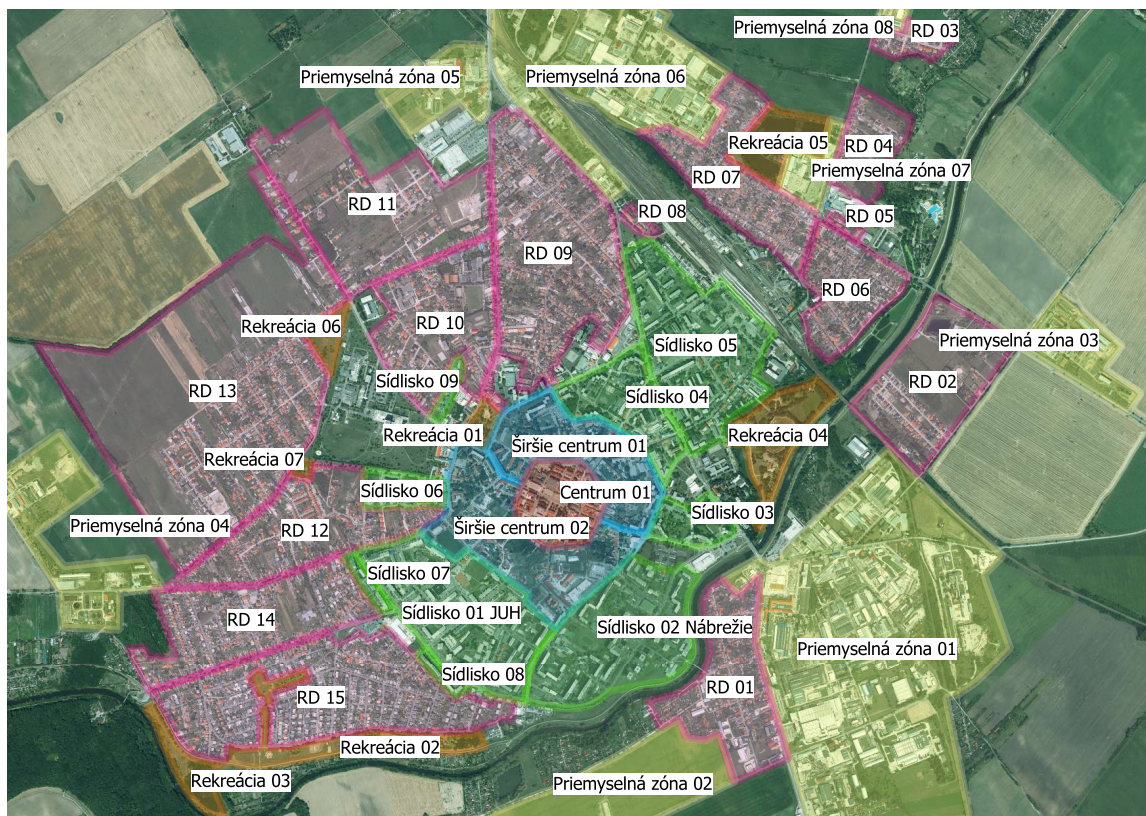 Priemyselná zóna 08
RD 03
Priemyselná zóna 05
Priemyselná zóna 06
Rekreácia 05
RD 04
Priemyselná zóna 07
RD 07
RD 11
RD 08
RD 05
RD 09
RD 06
Rekreácia 06
RD 10
Priemyselná zóna 03
Sídlisko 05
Sídlisko 09
RD 02
RD 13
Sídlisko 04
Rekreácia 01
Rekreácia 04
Širšie centrum 01
Rekreácia 07
Sídlisko 06
Centrum 01
Sídlisko 03
Priemyselná zóna 04
RD 12
Širšie centrum 02
Sídlisko 07
Sídlisko 01 JUH
RD 14
Sídlisko 02 Nábrežie
Priemyselná zóna 01
Sídlisko 08
RD 01
RD 15
Rekreácia 02
Rekreácia 03
Priemyselná zóna 02